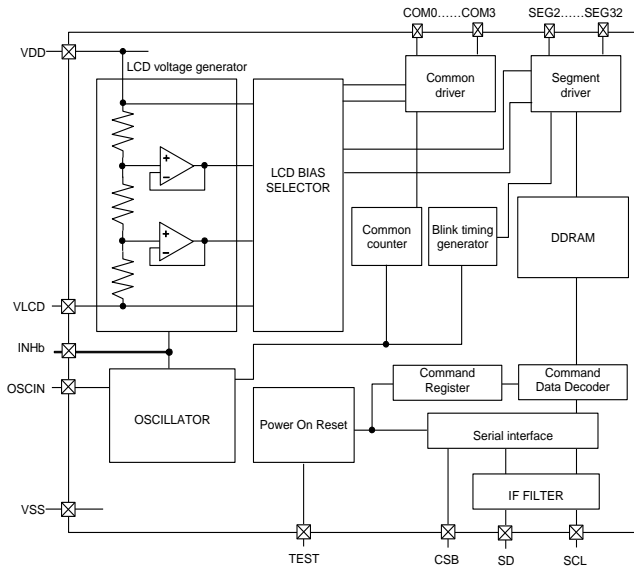 COM0......COM3
SEG2......SEG32
VDD
LCD voltage generator
Common
driver
Segment
driver
LCD BIAS
SELECTOR
Common
counter
Blink timing
generator
DDRAM
VLCD
INHb
OSCIN
OSCILLATOR
Power On Reset
Command
Register
Command
Data Decoder
Serial interface
IF FILTER
VSS
TEST
CSB
SD
SCL